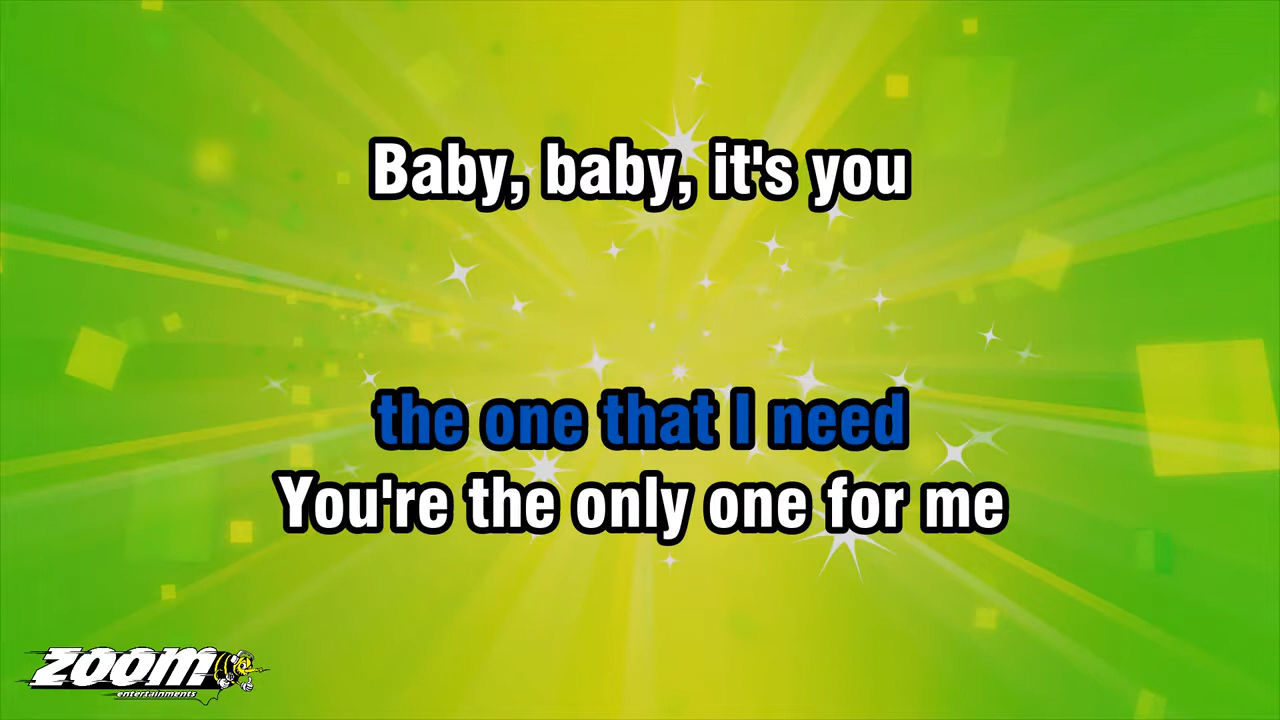 Baby, baby, it's you
the one that I need
You're the only one for me
ZOOM
entertainments